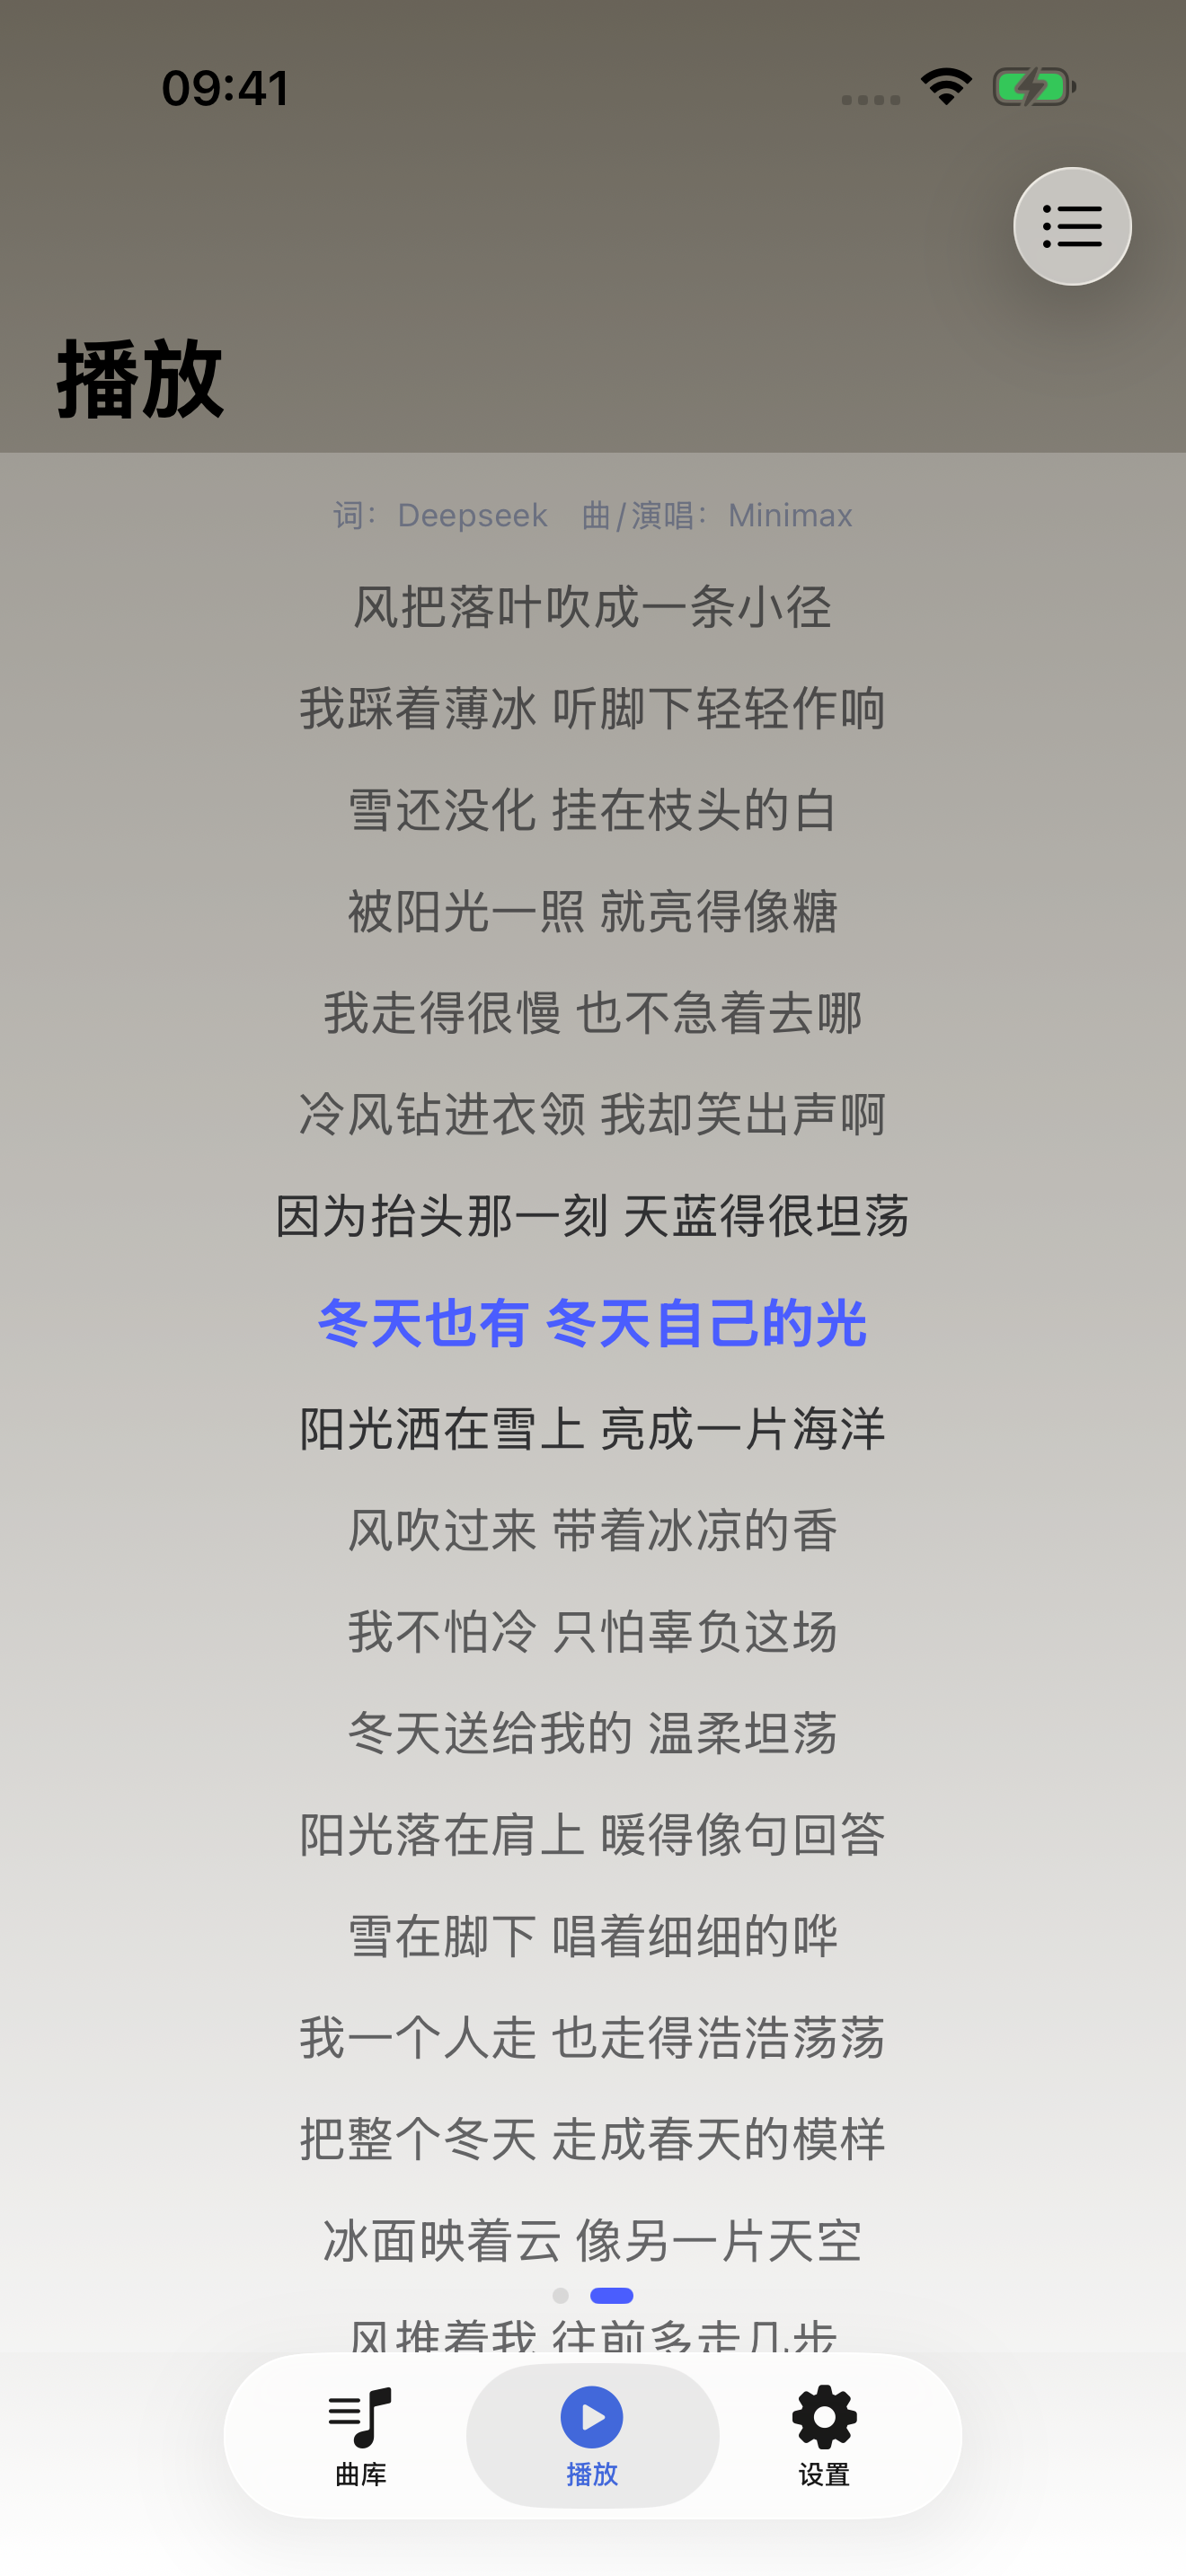 09:41
播放
词：Deepseek 曲/演唱：Minimax
风把落叶吹成一条小径
我踩着薄冰 听脚下轻轻作响
雪还没化 挂在枝头的白
被阳光一照 就亮得像糖
我走得很慢 也不急着去哪
冷风钻进衣领 我却笑出声啊
因为抬头那一刻 天蓝得很坦荡
冬天也有 冬天自己的光
阳光洒在雪上 亮成一片海洋
风吹过来 带着冰凉的香
我不怕冷 只怕辜负这场
冬天送给我的 温柔坦荡
阳光落在肩上 暖得像句回答
雪在脚下 唱着细细的哗
我一个人走 也走得浩浩荡荡
把整个冬天 走成春天的模样
冰面映着云 像另一片天空
风推着我 往前多走几步
曲库
播放
设置